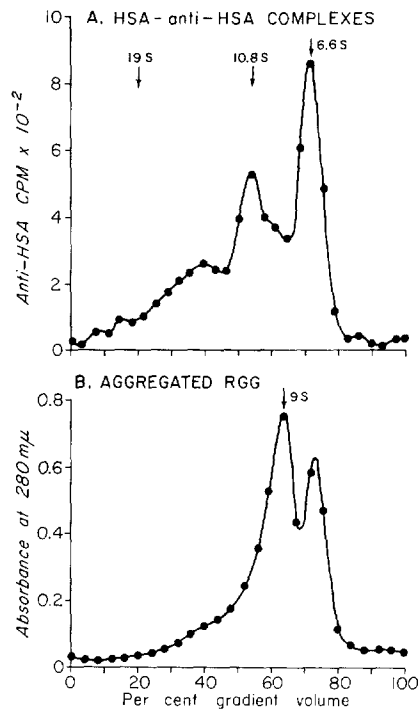 A. HSA-anti-HSA COMPLEXES
10
8
6
4
2
0
Anti-HSA CPM x 10⁻²
19 S
10.8 S
6.6 S
B. AGGREGATED RGG
0.8
0.6
0.4
0.2
0
Absorbance at 280 mμ
9 S
0 20 40 60 80 100
Per cent gradient volume